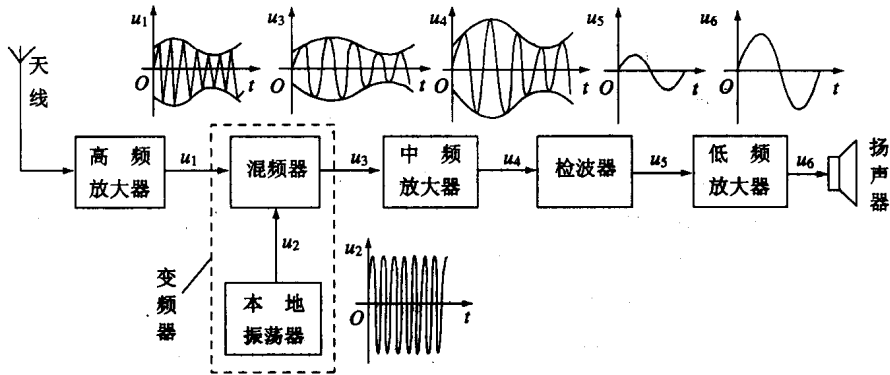 u1
u3
u4
u5
u6
O
t
O
t
O
t
O
t
O
t
天
线
高 频
放大器
u1
混频器
u3
中 频
放大器
u4
检波器
u5
低 频
放大器
u6
扬
声
器
u2
变
频
器
本 地
振荡器
u2
O
t